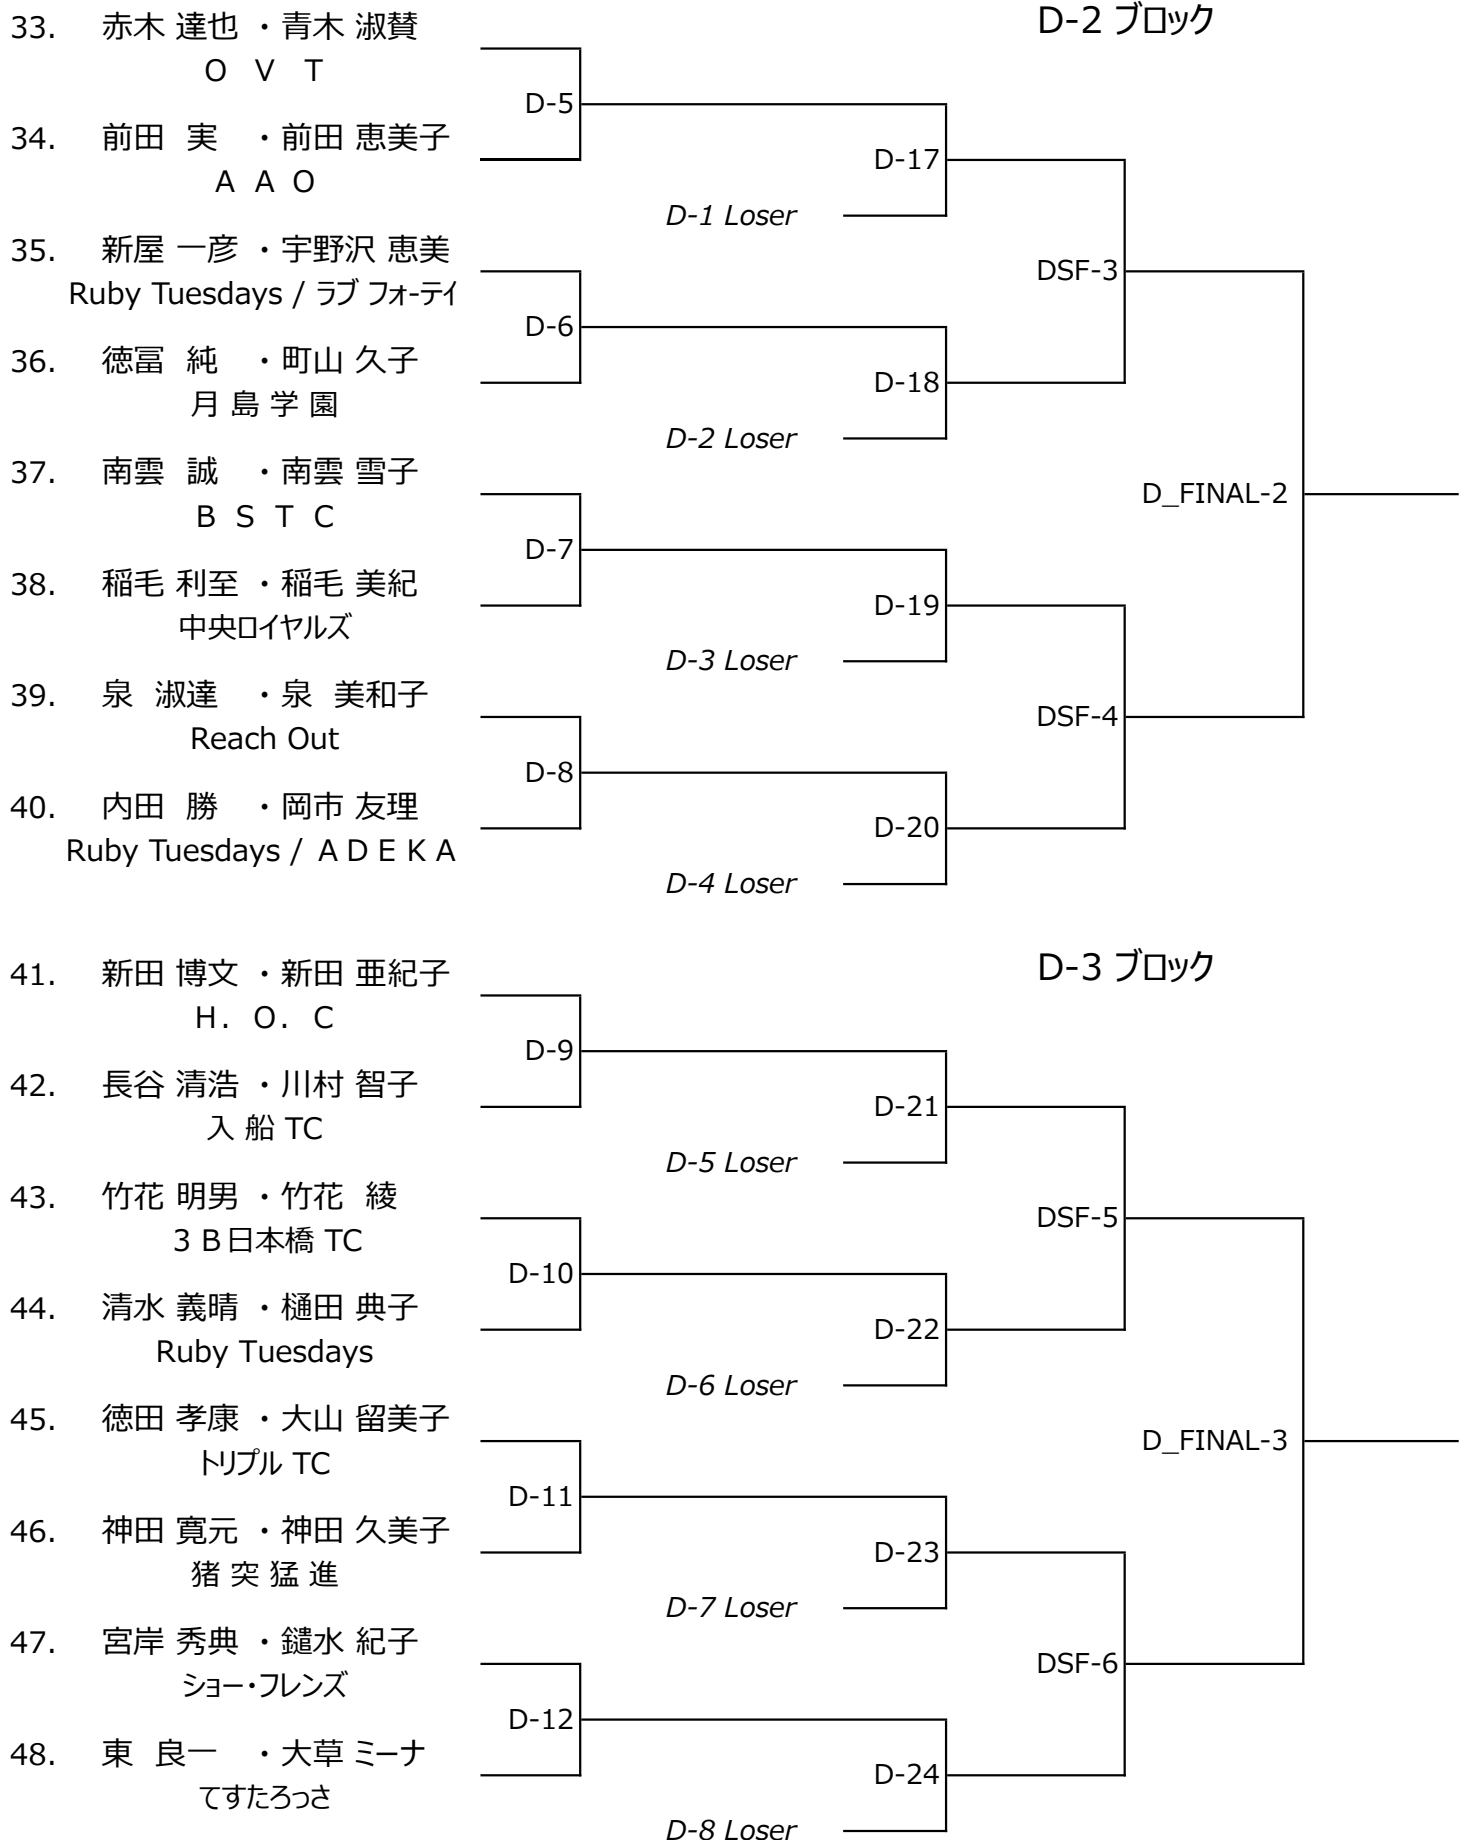 D-2 ブロック
33. 赤木 達也 ・青木 淑賛
O V T
D-5
34. 前田 実 ・前田 恵美子
A A O
D-17
D-1 Loser
35. 新屋 一彦 ・宇野沢 恵美
Ruby Tuesdays / ラブ フォ-テイ
DSF-3
D-6
36. 徳冨 純 ・町山 久子
月 島 学 園
D-18
D-2 Loser
37. 南雲 誠 ・南雲 雪子
B S T C
D_FINAL-2
D-7
38. 稲毛 利至 ・稲毛 美紀
中央ロイヤルズ
D-19
D-3 Loser
39. 泉 淑達 ・泉 美和子
Reach Out
DSF-4
D-8
40. 内田 勝 ・岡市 友理
Ruby Tuesdays / ADEKA
D-20
D-4 Loser
D-3 ブロック
41. 新田 博文 ・新田 亜紀子
H. O. C
D-9
42. 長谷 清浩 ・川村 智子
入 船 TC
D-21
D-5 Loser
43. 竹花 明男 ・竹花 綾
3 B日本橋 TC
DSF-5
D-10
44. 清水 義晴 ・樋田 典子
Ruby Tuesdays
D-22
D-6 Loser
45. 徳田 孝康 ・大山 留美子
トリプル TC
D_FINAL-3
D-11
46. 神田 寛元 ・神田 久美子
猪 突 猛 進
D-23
D-7 Loser
47. 宮岸 秀典 ・鑓水 紀子
ショー・フレンズ
DSF-6
D-12
48. 東 良一 ・大草 ミーナ
てすたろっさ
D-24
D-8 Loser